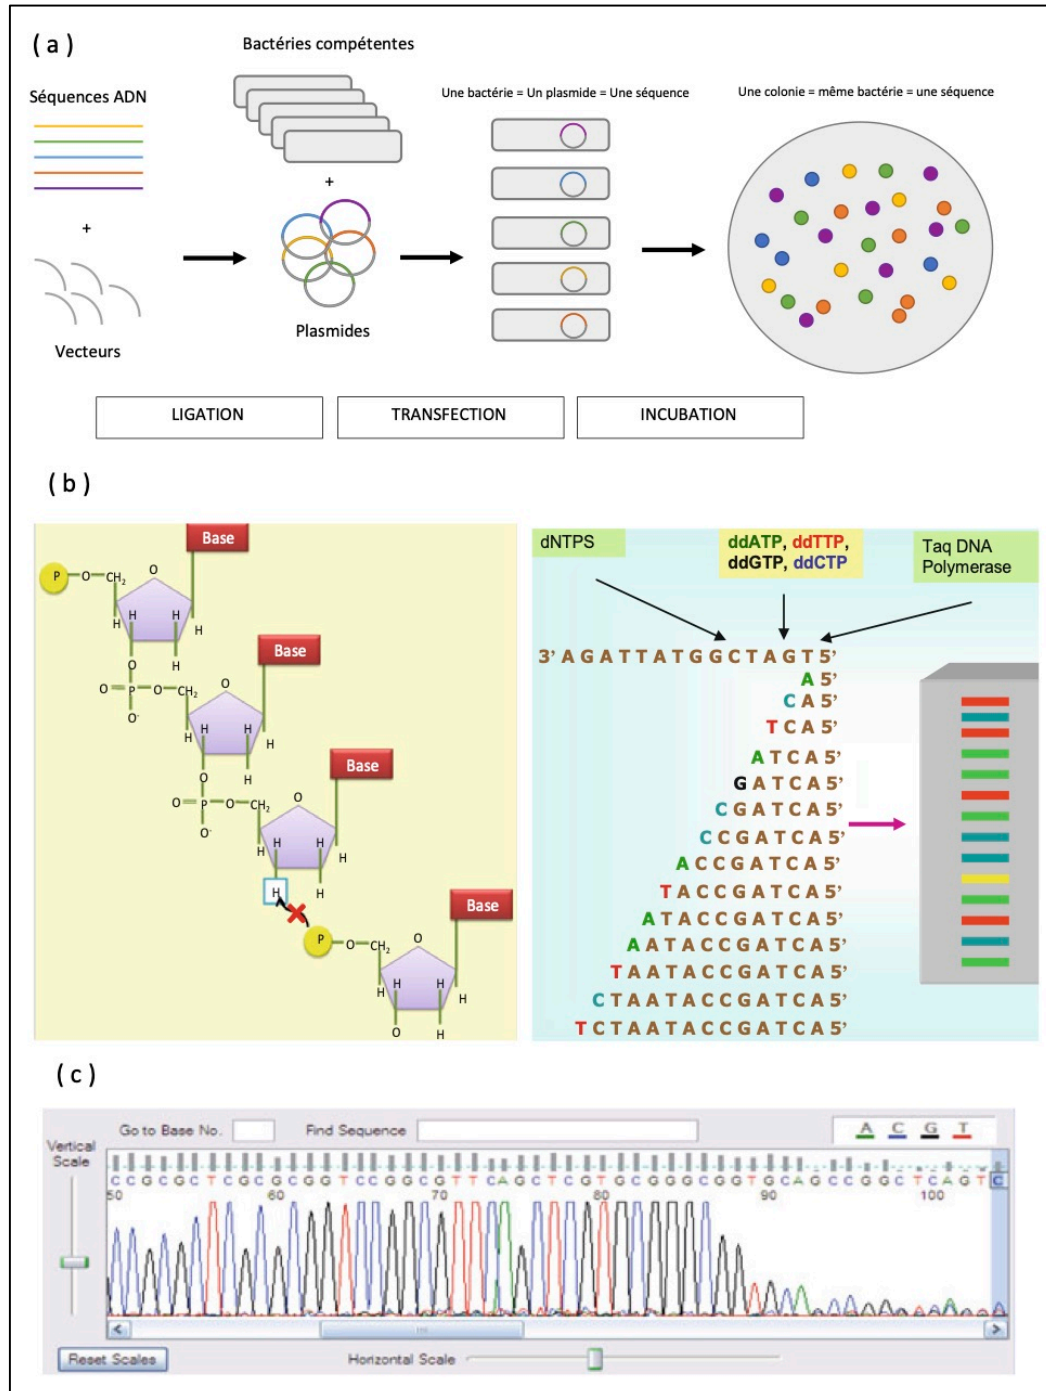 ( a )
Bactéries compétentes
Séquences ADN
Une bactérie = Un plasmide = Une séquence
Une colonie = même bactérie = une séquence
+
+
Vecteurs
Plasmides
LIGATION
TRANSFECTION
INCUBATION
( b )
Base
P O CH2 O
H H H H
O
O P O CH2 O
O-
Base
H H H H
O
O P O CH2 O
O-
Base
H H H H
H
P O CH2 O
Base
H H H H
O
dNTPS
ddATP, ddTTP,
ddGTP, ddCTP
Taq DNA
Polymerase
3’ A G A T T A T G G C T A G T 5’
A 5’
C A 5’
T C A 5’
A T C A 5’
G A T C A 5’
C G A T C A 5’
C C G A T C A 5’
A C C G A T C A 5’
T A C C G A T C A 5’
A T A C C G A T C A 5’
A A T A C C G A T C A 5’
T A A T A C C G A T C A 5’
C T A A T A C C G A T C A 5’
T C T A A T A C C G A T C A 5’
( c )
Go to Base No.
Find Sequence
A C G T
Vertical
Scale
C C G C G C T C G C G C G G T C C G G C G T T C A G C T C G T G C G G G C G G T G C A G C C G G C T C A G T C
50 60 70 80 90 100
Reset Scales
Horizontal Scale